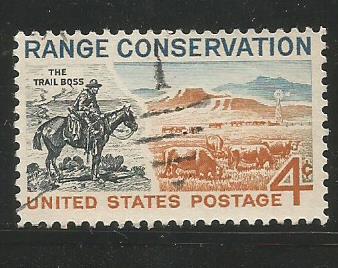 RANGE CONSERVATION
THE
TRAIL BOSS
4¢
UNITED STATES POSTAGE